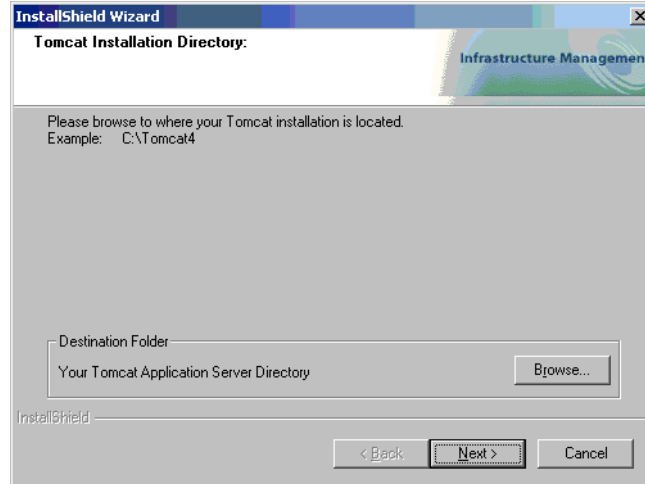 InstallShield Wizard
Tomcat Installation Directory:
Infrastructure Managemen
Please browse to where your Tomcat installation is located.
Example: C:\Tomcat4
Destination Folder
Your Tomcat Application Server Directory
Browse...
InstallShield
< Back
Next >
Cancel